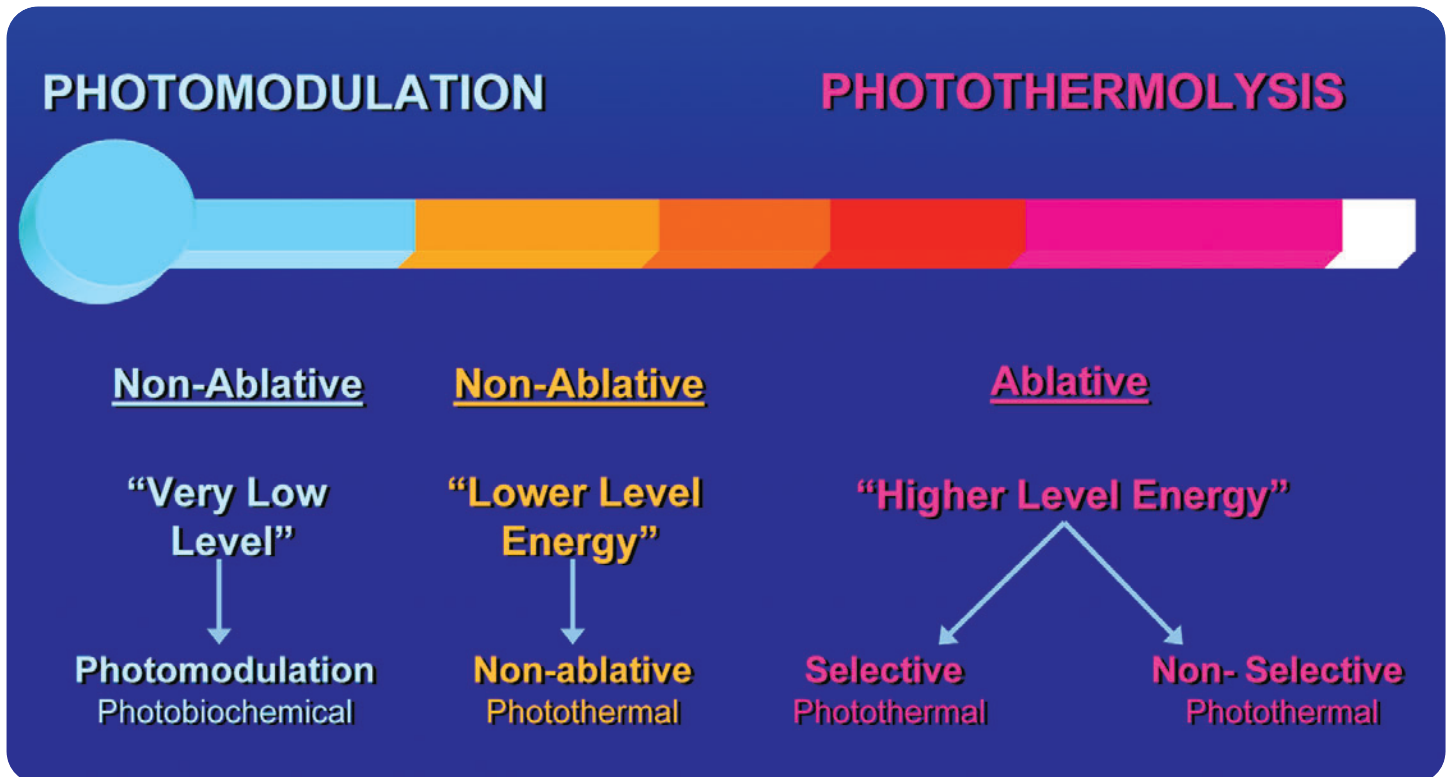 PHOTOMODULATION
PHOTOTHERMOLYSIS
Non-Ablative
“Very Low
Level”
Photomodulation
Photobiochemical
Non-Ablative
“Lower Level
Energy”
Non-ablative
Photothermal
Ablative
“Higher Level Energy”
Selective
Photothermal
Non- Selective
Photothermal